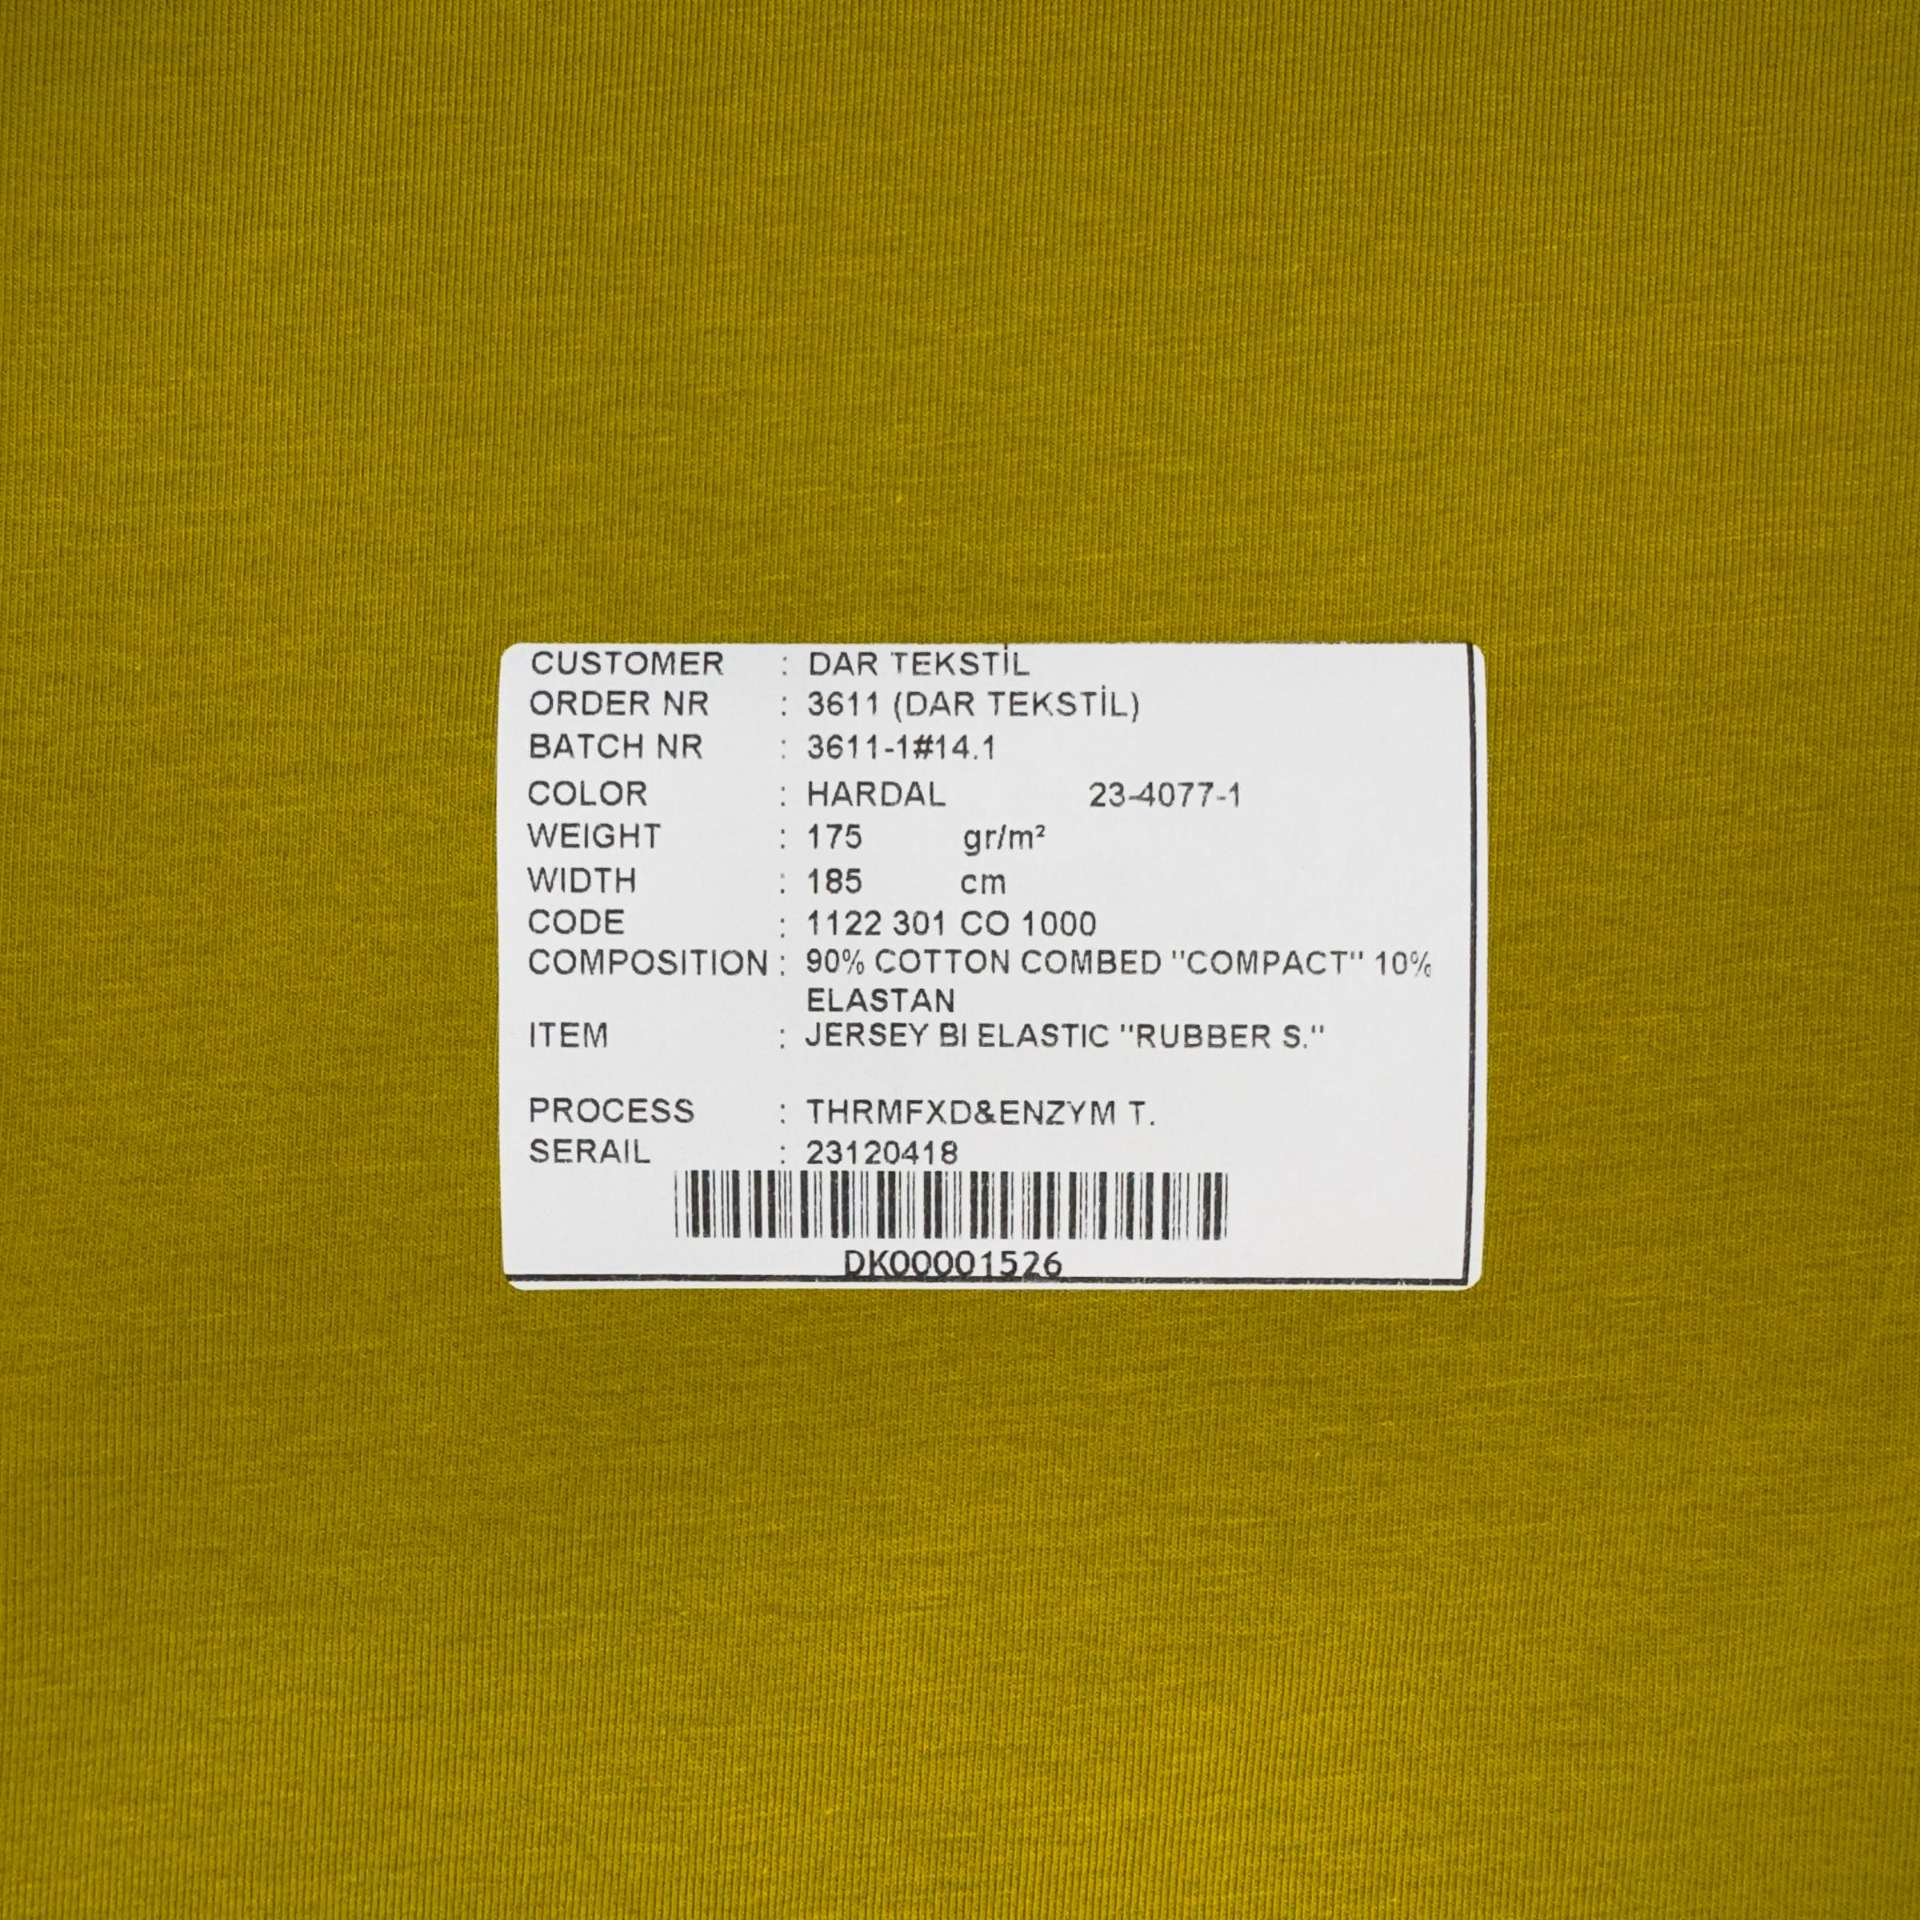 CUSTOMER : DAR TEKSTİL
ORDER NR : 3611 (DAR TEKSTİL)
BATCH NR : 3611-1#14.1
COLOR : HARDAL 23-4077-1
WEIGHT : 175 gr/m²
WIDTH : 185 cm
CODE : 1122 301 CO 1000
COMPOSITION : 90% COTTON COMBED "COMPACT" 10%
ELASTAN
ITEM : JERSEY BI ELASTIC "RUBBER S."
PROCESS : THRMFXD&ENZYM T.
SERAIL : 23120418
DK00001526